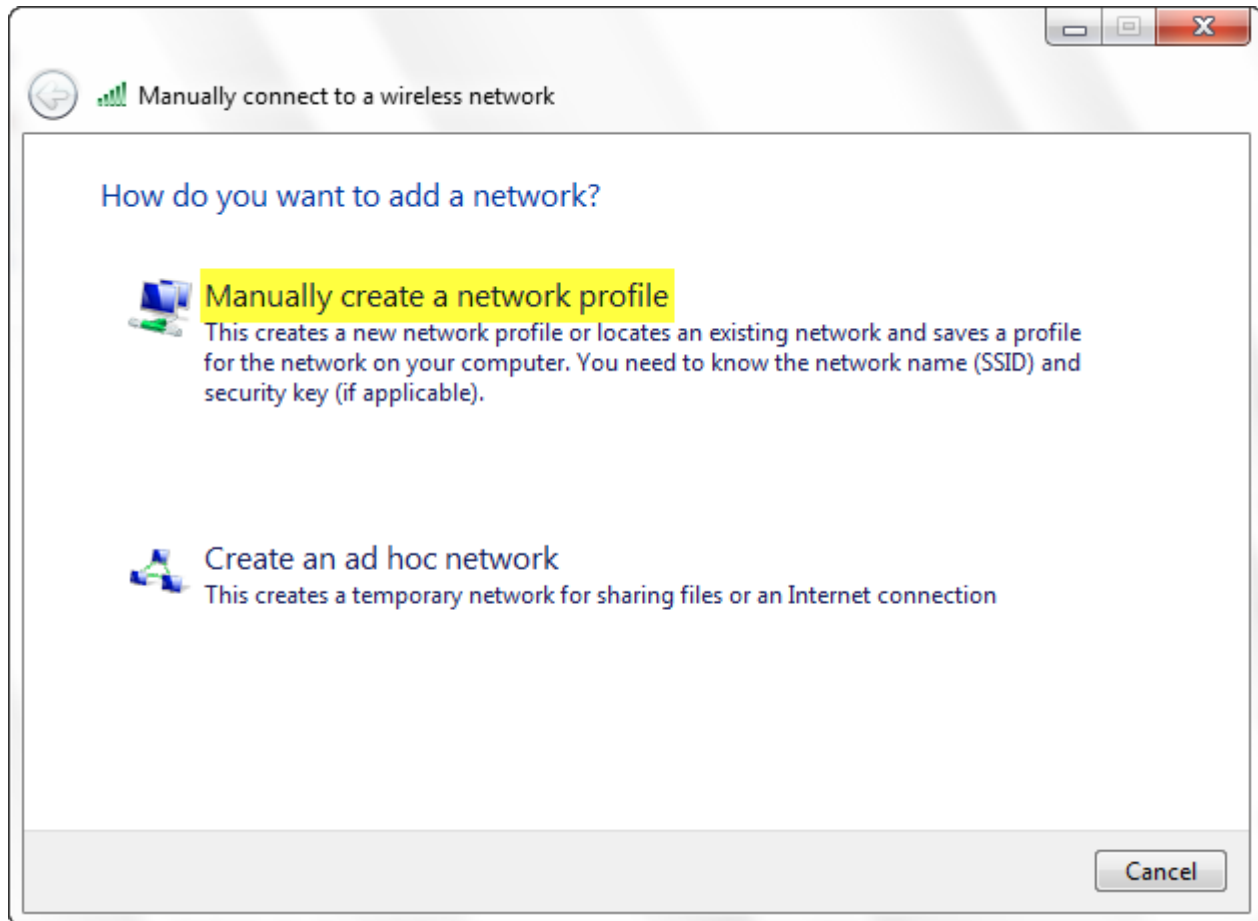 Manually connect to a wireless network
How do you want to add a network?
Manually create a network profile
This creates a new network profile or locates an existing network and saves a profile
for the network on your computer. You need to know the network name (SSID) and
security key (if applicable).
Create an ad hoc network
This creates a temporary network for sharing files or an Internet connection
Cancel